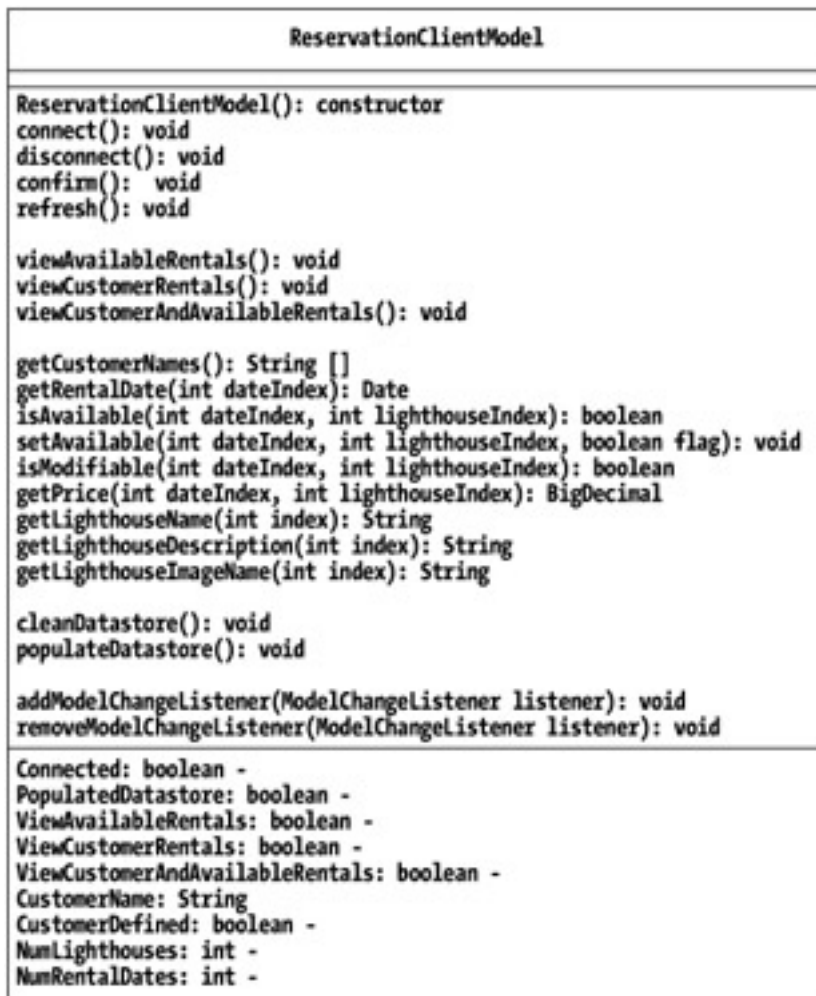 ReservationClientModel
ReservationClientModel(): constructor
connect(): void
disconnect(): void
confirm():  void
refresh(): void
viewAvailableRentals(): void
viewCustomerRentals(): void
viewCustomerAndAvailableRentals(): void
getCustomerNames(): String []
getRentalDate(int dateIndex): Date
isAvailable(int dateIndex, int lighthouseIndex): boolean
setAvailable(int dateIndex, int lighthouseIndex, boolean flag): void
isModifiable(int dateIndex, int lighthouseIndex): boolean
getPrice(int dateIndex, int lighthouseIndex): BigDecimal
getLighthouseName(int index): String
getLighthouseDescription(int index): String
getLighthouseImageName(int index): String
cleanDatastore(): void
populateDatastore(): void
addModelChangeListener(ModelChangeListener listener): void
removeModelChangeListener(ModelChangeListener listener): void
Connected: boolean -
PopulatedDatastore: boolean -
ViewAvailableRentals: boolean -
ViewCustomerRentals: boolean -
ViewCustomerAndAvailableRentals: boolean -
CustomerName: String
CustomerDefined: boolean -
NumLighthouses: int -
NumRentalDates: int -